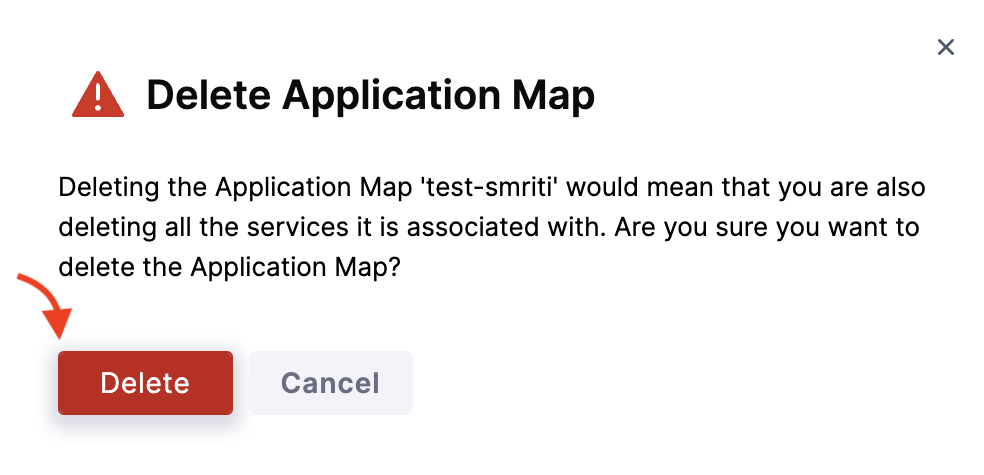 Delete Application Map
Deleting the Application Map 'test-smriti' would mean that you are also
deleting all the services it is associated with. Are you sure you want to
delete the Application Map?
Delete
Cancel